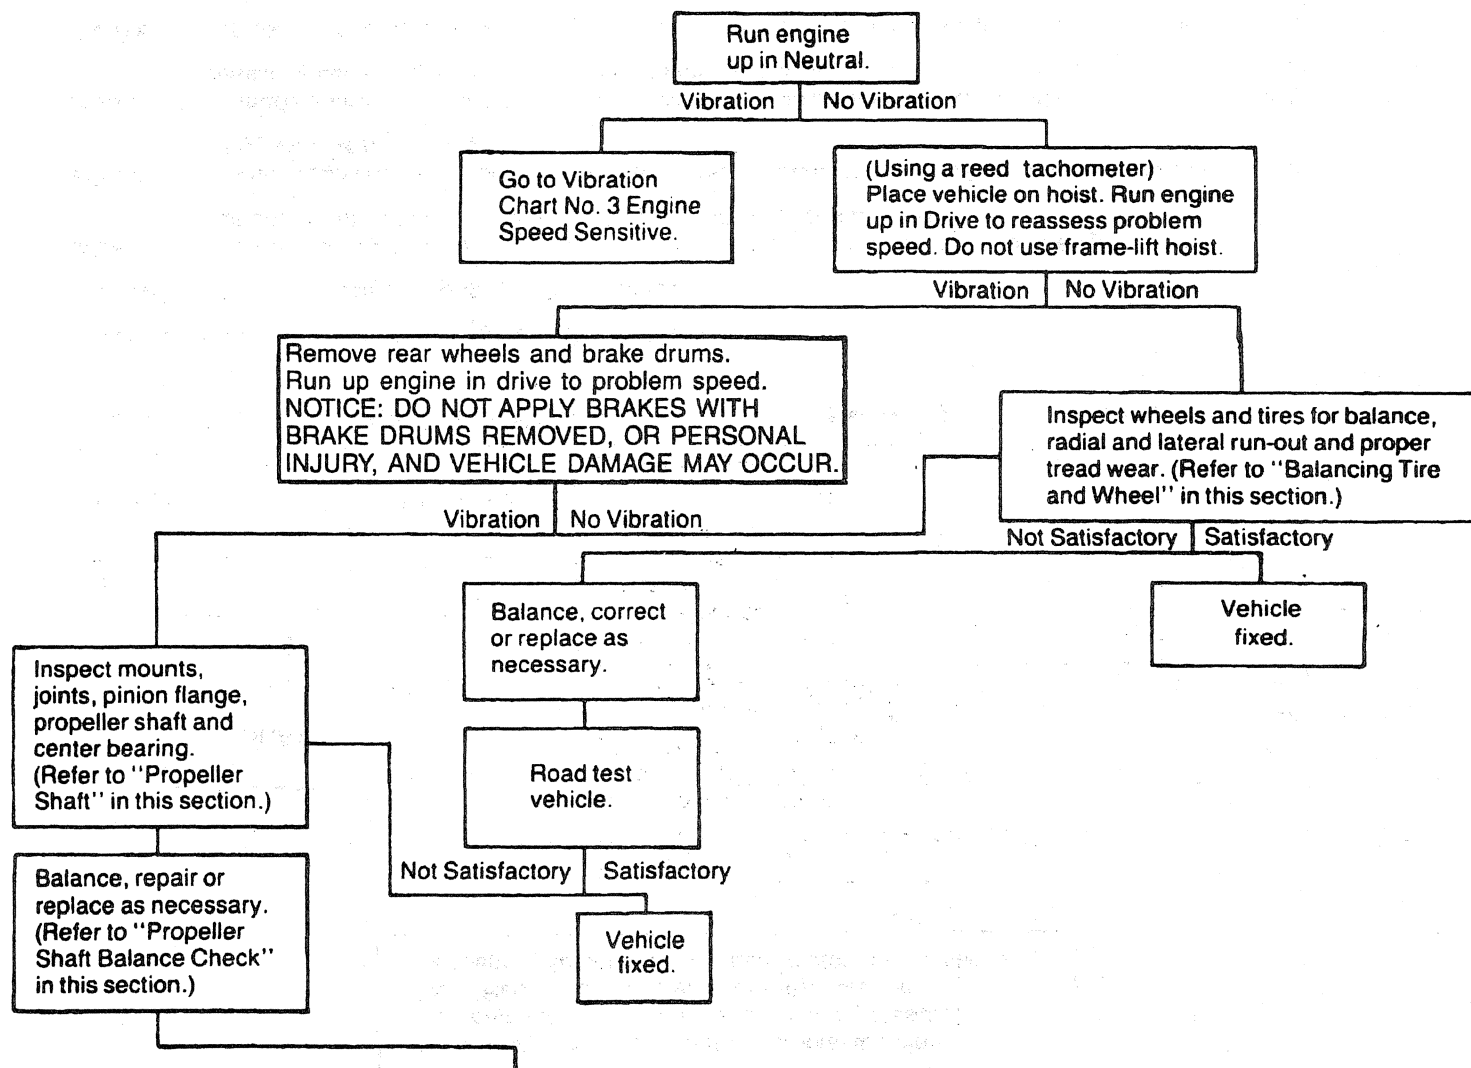 Run engine
up in Neutral.
Vibration No Vibration
Go to Vibration
Chart No. 3 Engine
Speed Sensitive.
(Using a reed tachometer)
Place vehicle on hoist. Run engine
up in Drive to reassess problem
speed. Do not use frame-lift hoist.
Vibration No Vibration
Remove rear wheels and brake drums.
Run up engine in drive to problem speed.
NOTICE: DO NOT APPLY BRAKES WITH
BRAKE DRUMS REMOVED, OR PERSONAL
INJURY, AND VEHICLE DAMAGE MAY OCCUR.
Inspect wheels and tires for balance,
radial and lateral run-out and proper
tread wear. (Refer to "Balancing Tire
and Wheel" in this section.)
Vibration No Vibration
Not Satisfactory Satisfactory
Balance, correct
or replace as
necessary.
Vehicle
fixed.
Inspect mounts,
joints, pinion flange,
propeller shaft and
center bearing.
(Refer to "Propeller
Shaft" in this section.)
Road test
vehicle.
Not Satisfactory Satisfactory
Balance, repair or
replace as necessary.
(Refer to "Propeller
Shaft Balance Check"
in this section.)
Vehicle
fixed.